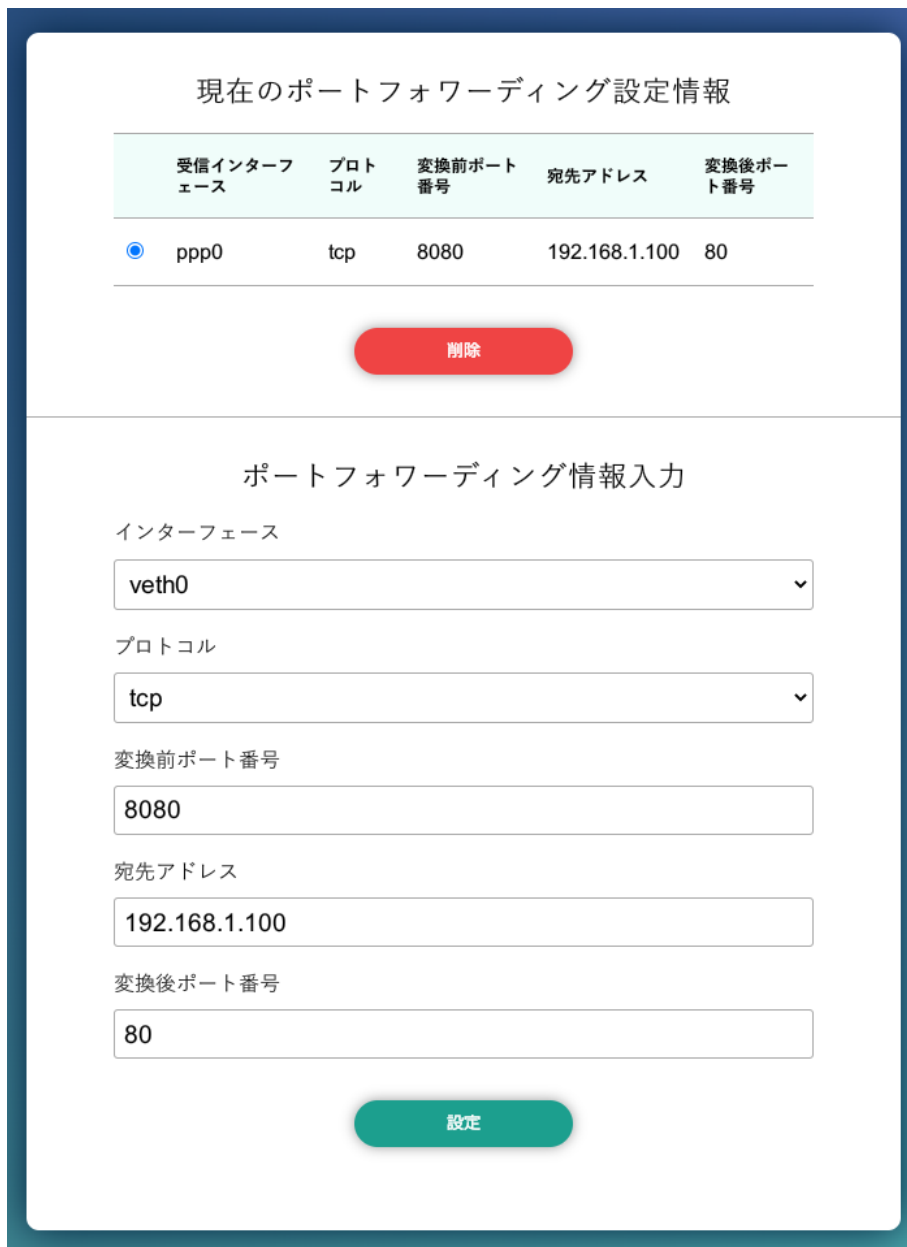 現在のポートフォワーディング設定情報
受信インターフ
ェース
プロト
コル
変換前ポート
番号
宛先アドレス
変換後ポー
ト番号
ppp0 tcp 8080 192.168.1.100 80
削除
ポートフォワーディング情報入力
インターフェース
veth0
プロトコル
tcp
変換前ポート番号
8080
宛先アドレス
192.168.1.100
変換後ポート番号
80
設定